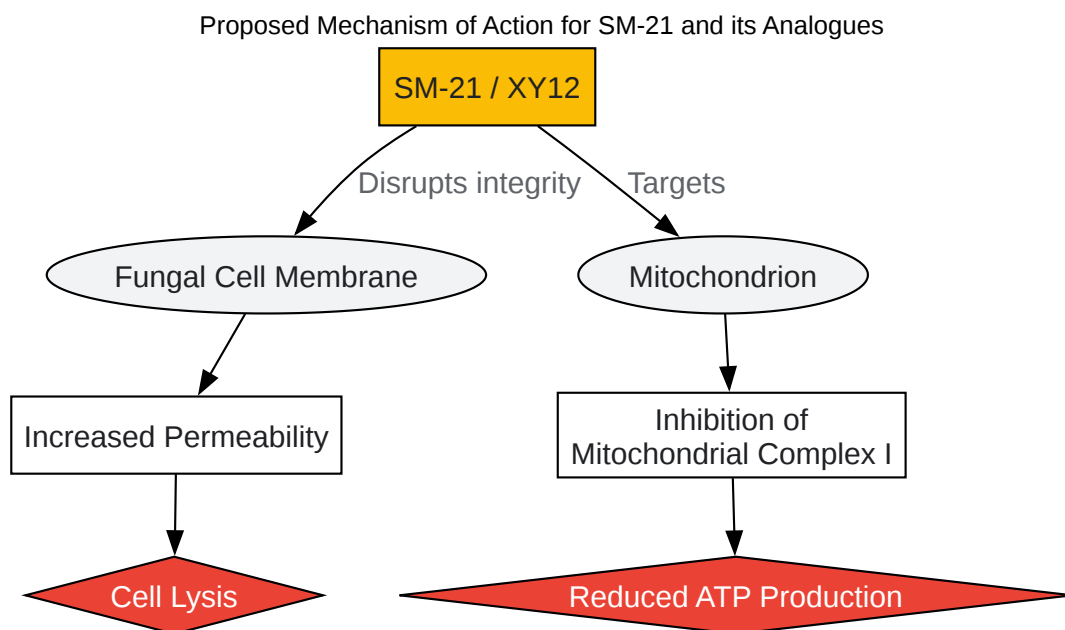 Proposed Mechanism of Action for SM-21 and its Analogues
SM-21 / XY12
Disrupts integrity
Targets
Fungal Cell Membrane
Mitochondrion
Increased Permeability
Inhibition of
Mitochondrial Complex I
Cell Lysis
Reduced ATP Production